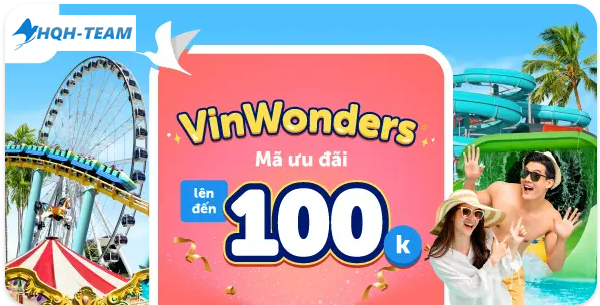 HQH-TEAM
VinWonders
Mã ưu đãi
lên
đến
100
k